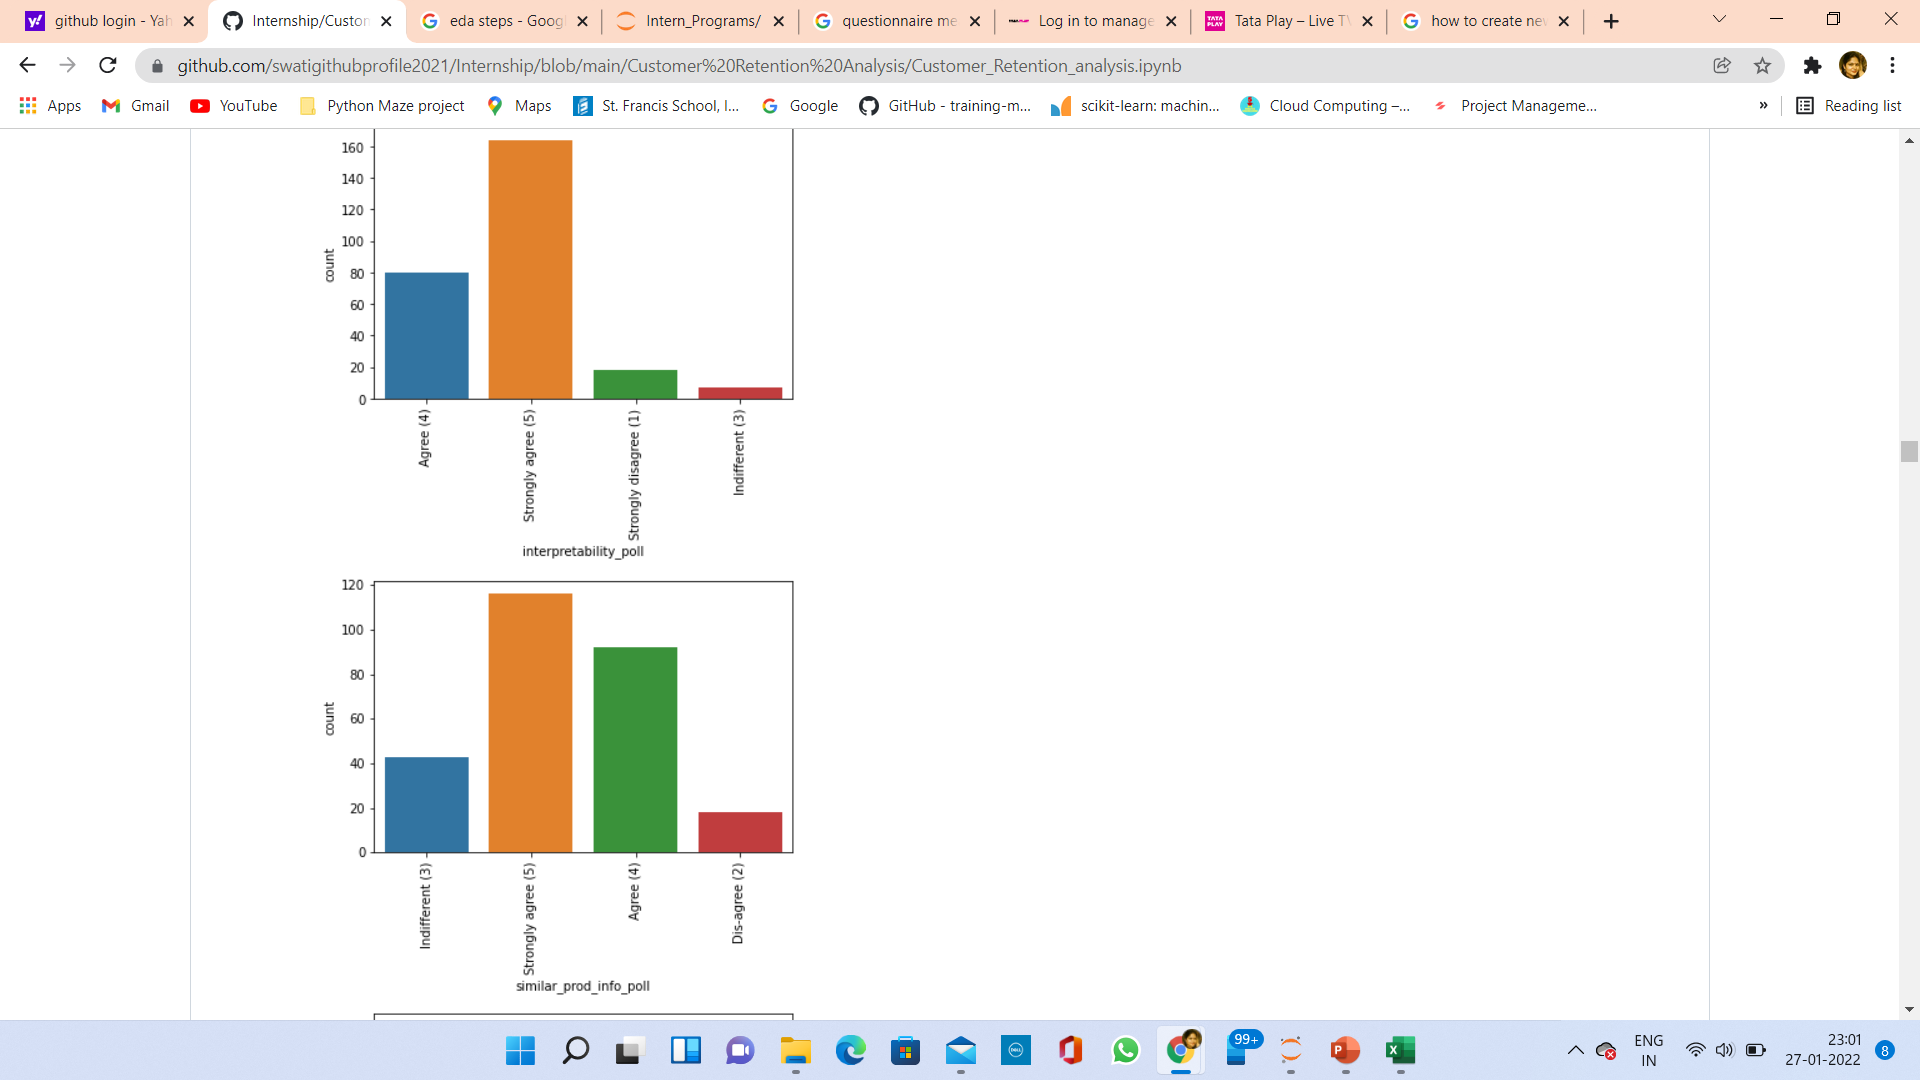 github login - Yah
Internship/Custon
eda steps - Goog
Intern_Programs/
questionnaire me
Log in to manage
Tata Play – Live T
how to create ne
github.com/swatigithubprofile2021/Internship/blob/main/Customer%20Retention%20Analysis/Customer_Retention_analysis.ipynb
Apps
Gmail
YouTube
Python Maze project
Maps
St. Francis School, I...
Google
GitHub - training-m...
scikit-learn: machin...
Cloud Computing –...
Project Manageme...
»
Reading list
160
140
120
100
80
60
40
20
0
count
Agree (4)
Strongly agree (5)
Strongly disagree (1)
Indifferent (3)
interpretability_poll
120
100
80
60
40
20
0
count
Indifferent (3)
Strongly agree (5)
Agree (4)
Dis-agree (2)
similar_prod_info_poll
99+
ENG
IN
23:01
27-01-2022
8